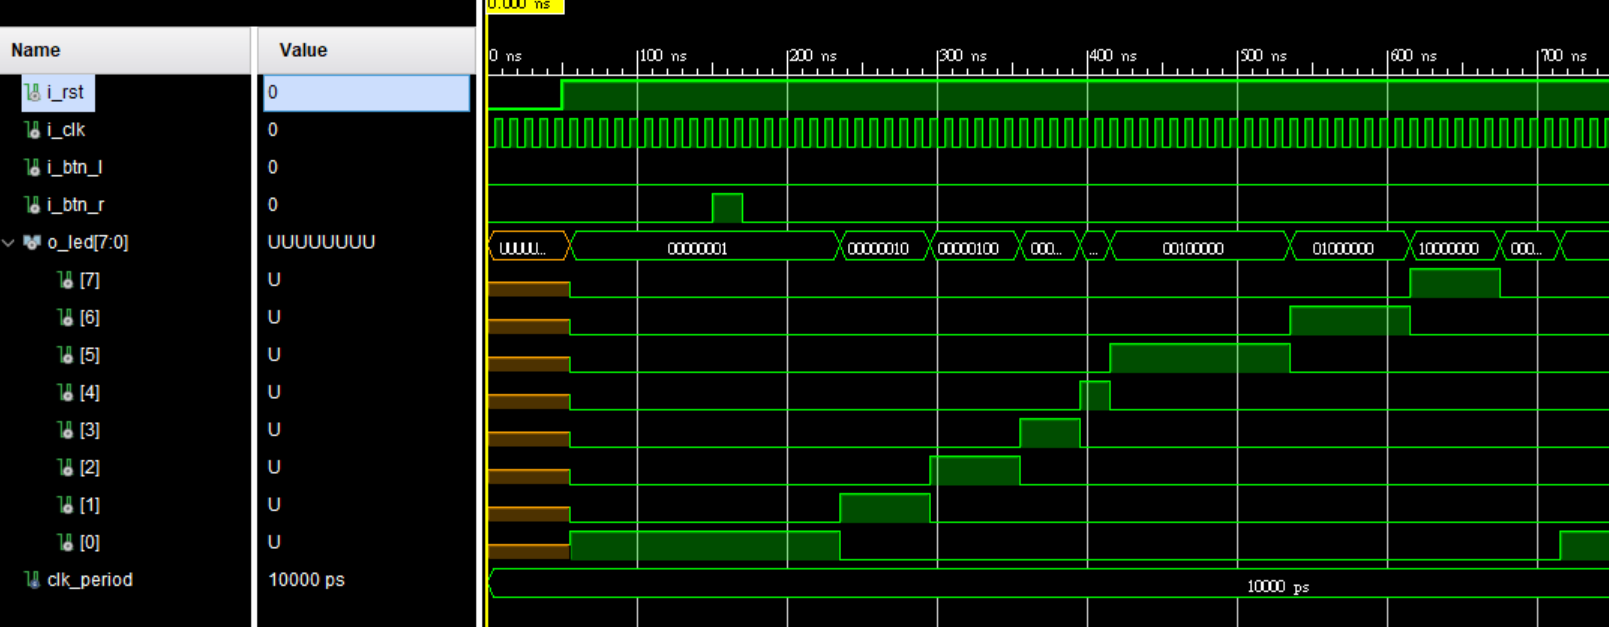 0.000 ns
Name Value
0 ns 100 ns 200 ns 300 ns 400 ns 500 ns 600 ns 700 ns
i_rst 0
i_clk 0
i_btn_l 0
i_btn_r 0
o_led[7:0] UUUUUUUU UUUUU... 00000001 00000010 00000100 000... ... 00100000 01000000 10000000 000...
[7] U
[6] U
[5] U
[4] U
[3] U
[2] U
[1] U
[0] U
clk_period 10000 ps 10000 ps